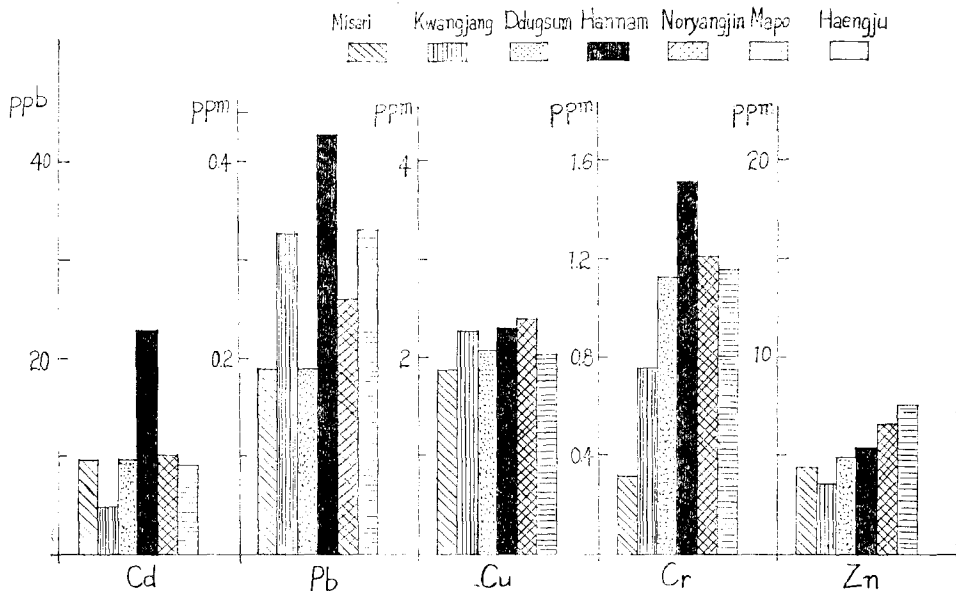 Misari Kwangjang Ddugsum Hannam Noryangjin Mapo Haengju
ppb ppm ppm ppm ppm
40 0.4 4 1.6 20
1.2
20 0.2 2 0.8 10
0.4
Cd Pb Cu Cr Zn